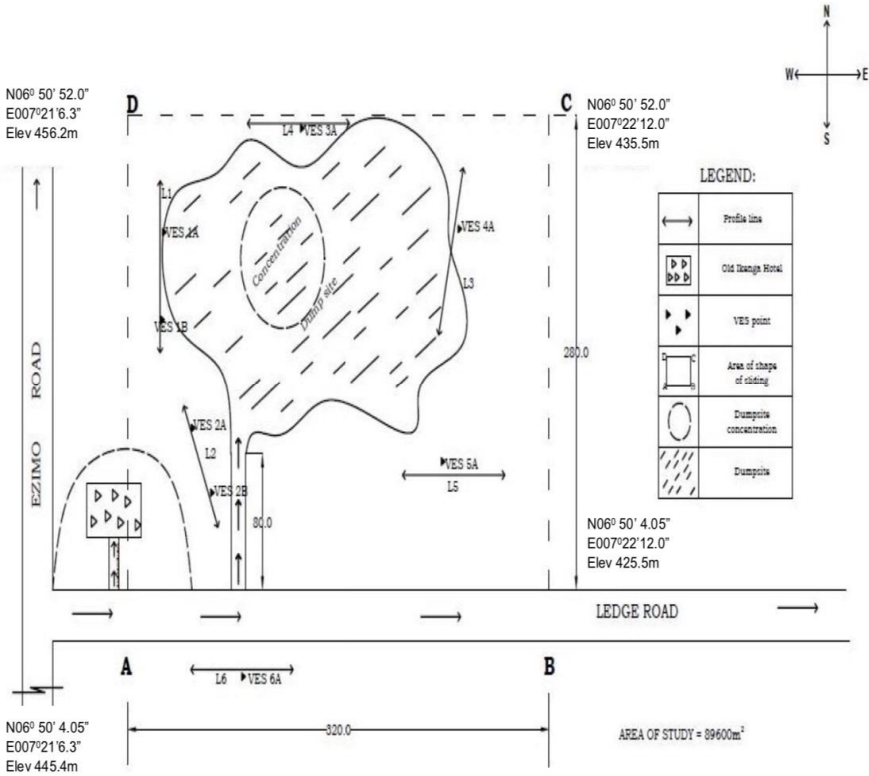 N
W
E
S
N06⁰ 50’ 52.0”
E007⁰21’6.3”
Elev 456.2m
D
C
N06⁰ 50’ 52.0”
E007⁰22’12.0”
Elev 435.5m
L4 VES 3A
LEGEND:
L1
VES 1A
VES 4A
Profile line
Concentration
Old Ikenga Hotel
L3
Dump site
VES 1B
VES point
280.0
EZIMO ROAD
D C
A B
Area of shape
of sliding
Dumpsite
concentration
VES 2A
L2
VES 5A
L5
Dumpsite
VES 2B
80.0
N06⁰ 50’ 4.05”
E007⁰22’12.0”
Elev 425.5m
LEDGE ROAD
A
B
L6 VES 6A
N06⁰ 50’ 4.05”
E007⁰21’6.3”
Elev 445.4m
320.0
AREA OF STUDY = 89600m²